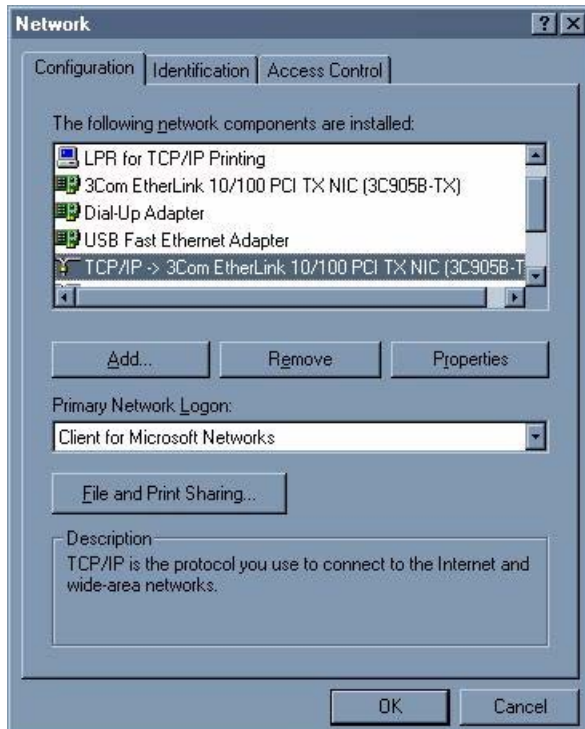 Network
Configuration Identification Access Control
The following network components are installed:
LPR for TCP/IP Printing
3Com EtherLink 10/100 PCI TX NIC (3C905B-TX)
Dial-Up Adapter
USB Fast Ethernet Adapter
TCP/IP -> 3Com EtherLink 10/100 PCI TX NIC (3C905B-T
Add... Remove Properties
Primary Network Logon:
Client for Microsoft Networks
File and Print Sharing...
Description
TCP/IP is the protocol you use to connect to the Internet and
wide-area networks.
OK Cancel